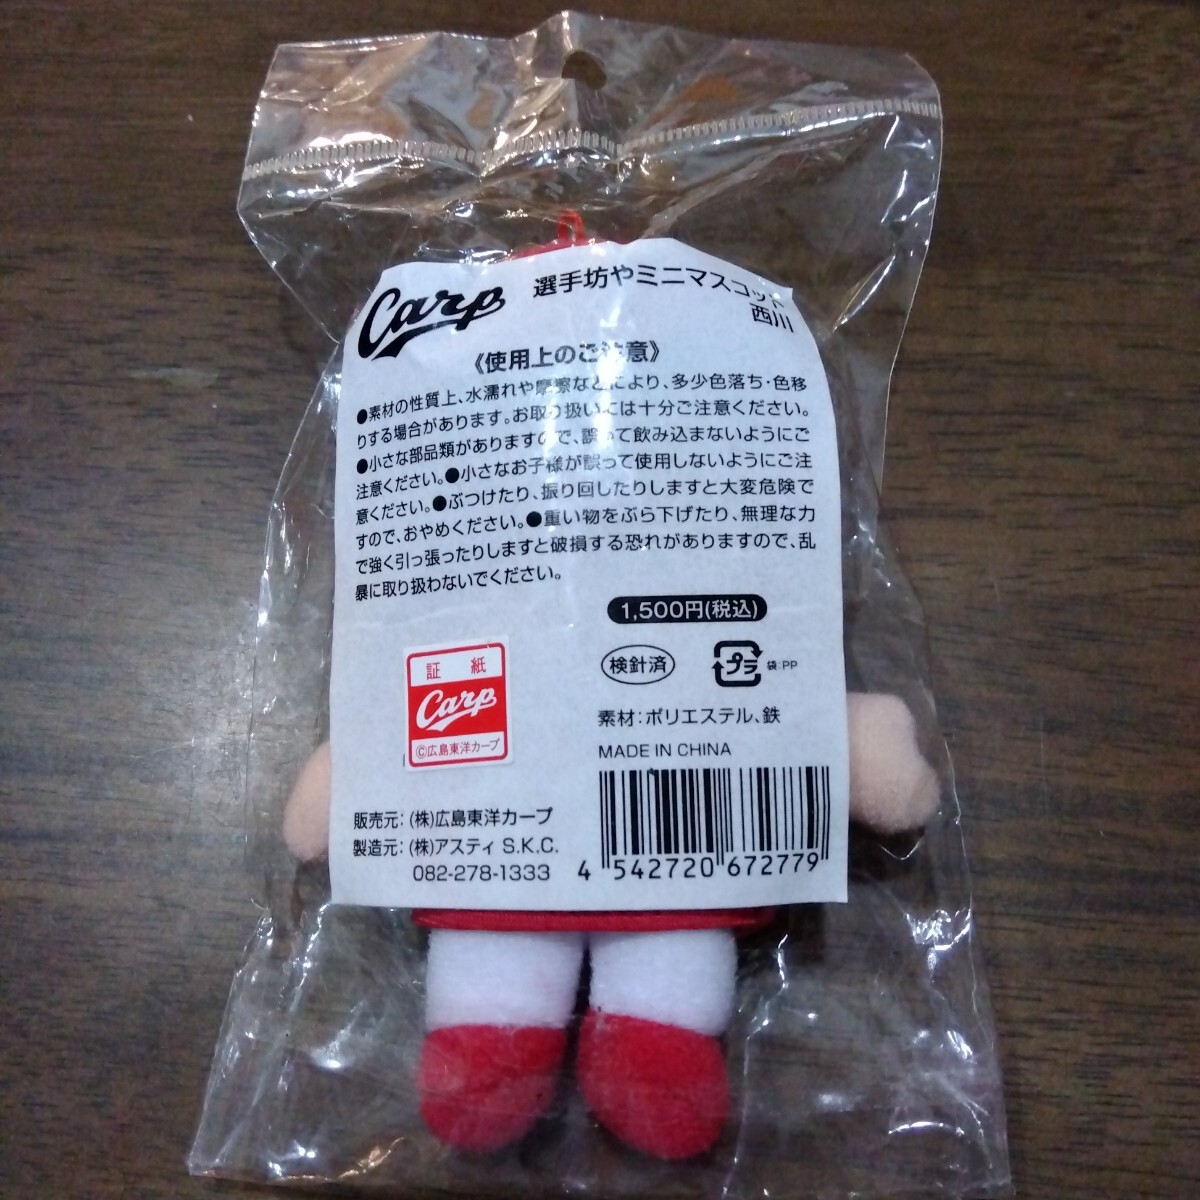 Carp
選手坊やミニマスコット
西川
《使用上のご注意》
●素材の性質上、水濡れや摩擦などにより、多少色落ち・色移
りする場合があります。お取り扱いには十分ご注意ください。
●小さな部品類がありますので、誤って飲み込まないようにご
注意ください。●小さなお子様が誤って使用しないようにご注
意ください。●ぶつけたり、振り回したりしますと大変危険で
すので、おやめください。●重い物をぶら下げたり、無理な力
で強く引っ張ったりしますと破損する恐れがありますので、乱
暴に取り扱わないでください。
1,500円(税込)
検針済
プラ
袋:PP
証 紙
Carp
©広島東洋カープ
素材:ポリエステル、鉄
MADE IN CHINA
販売元:(株)広島東洋カープ
製造元:(株)アスティ S.K.C.
082-278-1333
4 542720 672779